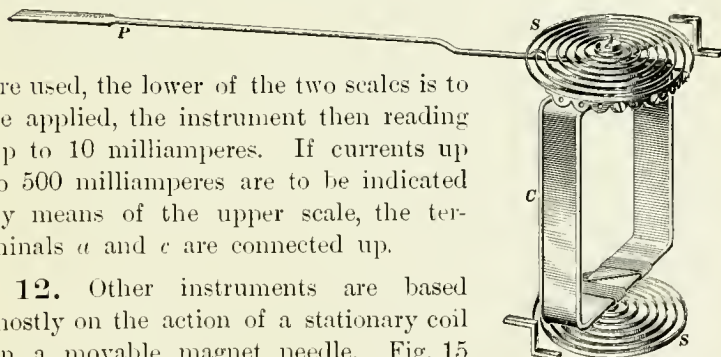 S
P
re used, the lower of the two scales is to
e applied, the instrument then reading
p to 10 milliamperes. If currents up
o 500 milliamperes are to be indicated
y means of the upper scale, the ter-
minals a and c are connected up.
C
12. Other instruments are based
mostly on the action of a stationary coil
n a movable magnet needle. Fig. 15
S